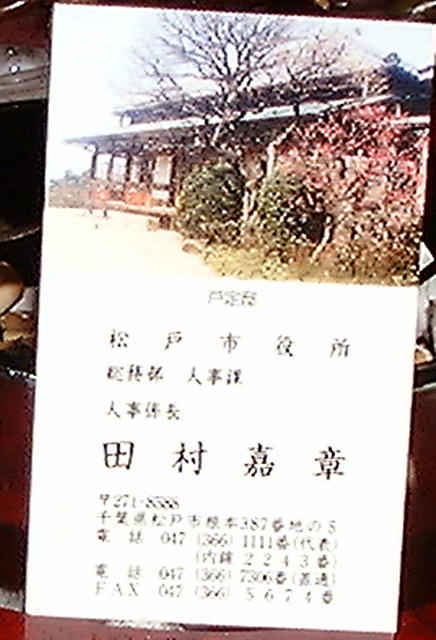 戸定邸
松戸市役所
総務部 人事課
人事係長
田村嘉章
〒271-8588
千葉県松戸市根本387番地の5
電話 047 (366) 1111番(代表)
(内線 2243番)
電話 047 (366) 7306番(直通)
FAX 047 (366) 5674番